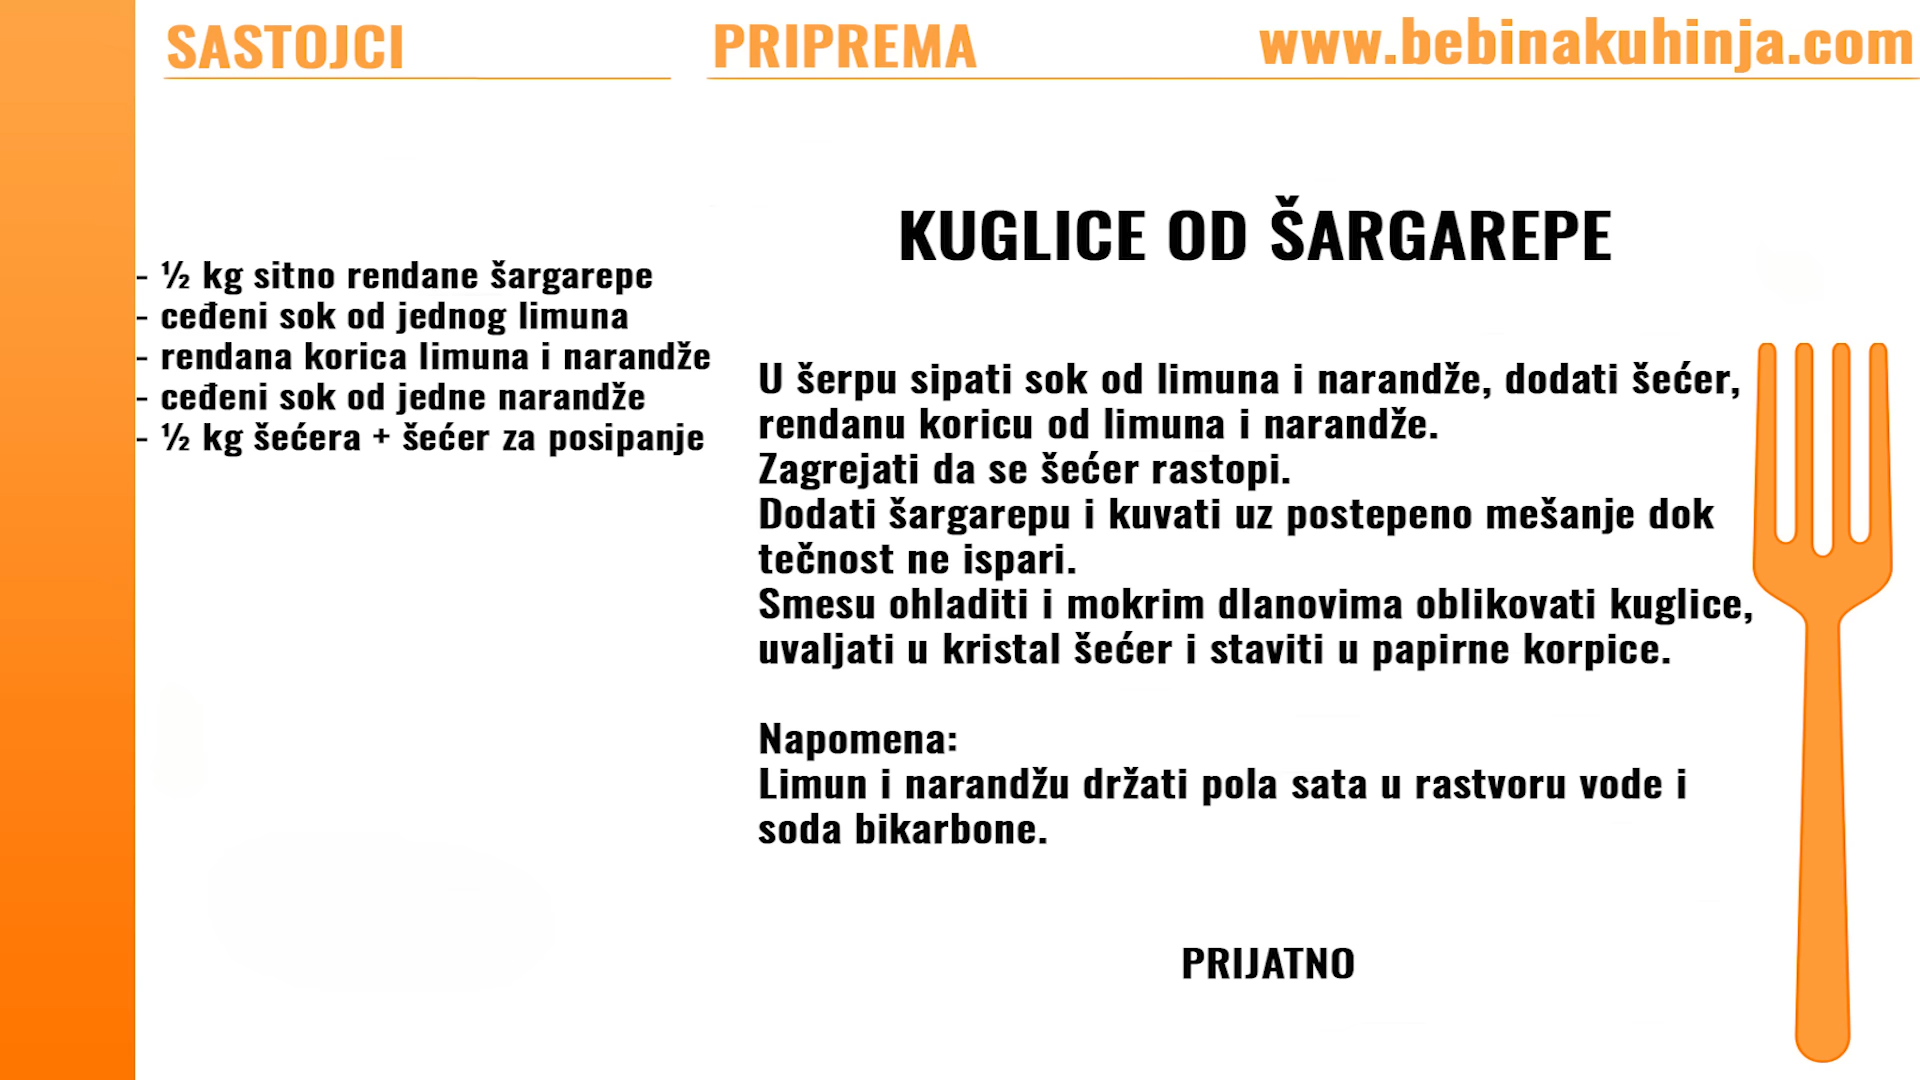 SASTOJCI
- ½ kg sitno rendane šargarepe
- ceđeni sok od jednog limuna
- rendana korica limuna i narandže
- ceđeni sok od jedne narandže
- ½ kg šećera + šećer za posipanje
PRIPREMA
www.bebinakuhinja.com
KUGLICE OD ŠARGAREPE
U šerpu sipati sok od limuna i narandže, dodati šećer,
rendanu koricu od limuna i narandže.
Zagrejati da se šećer rastopi.
Dodati šargarepu i kuvati uz postepeno mešanje dok
tečnost ne ispari.
Smesu ohladiti i mokrim dlanovima oblikovati kuglice,
uvaljati u kristal šećer i staviti u papirne korpice.
Napomena:
Limun i narandžu držati pola sata u rastvoru vode i
soda bikarbone.
PRIJATNO